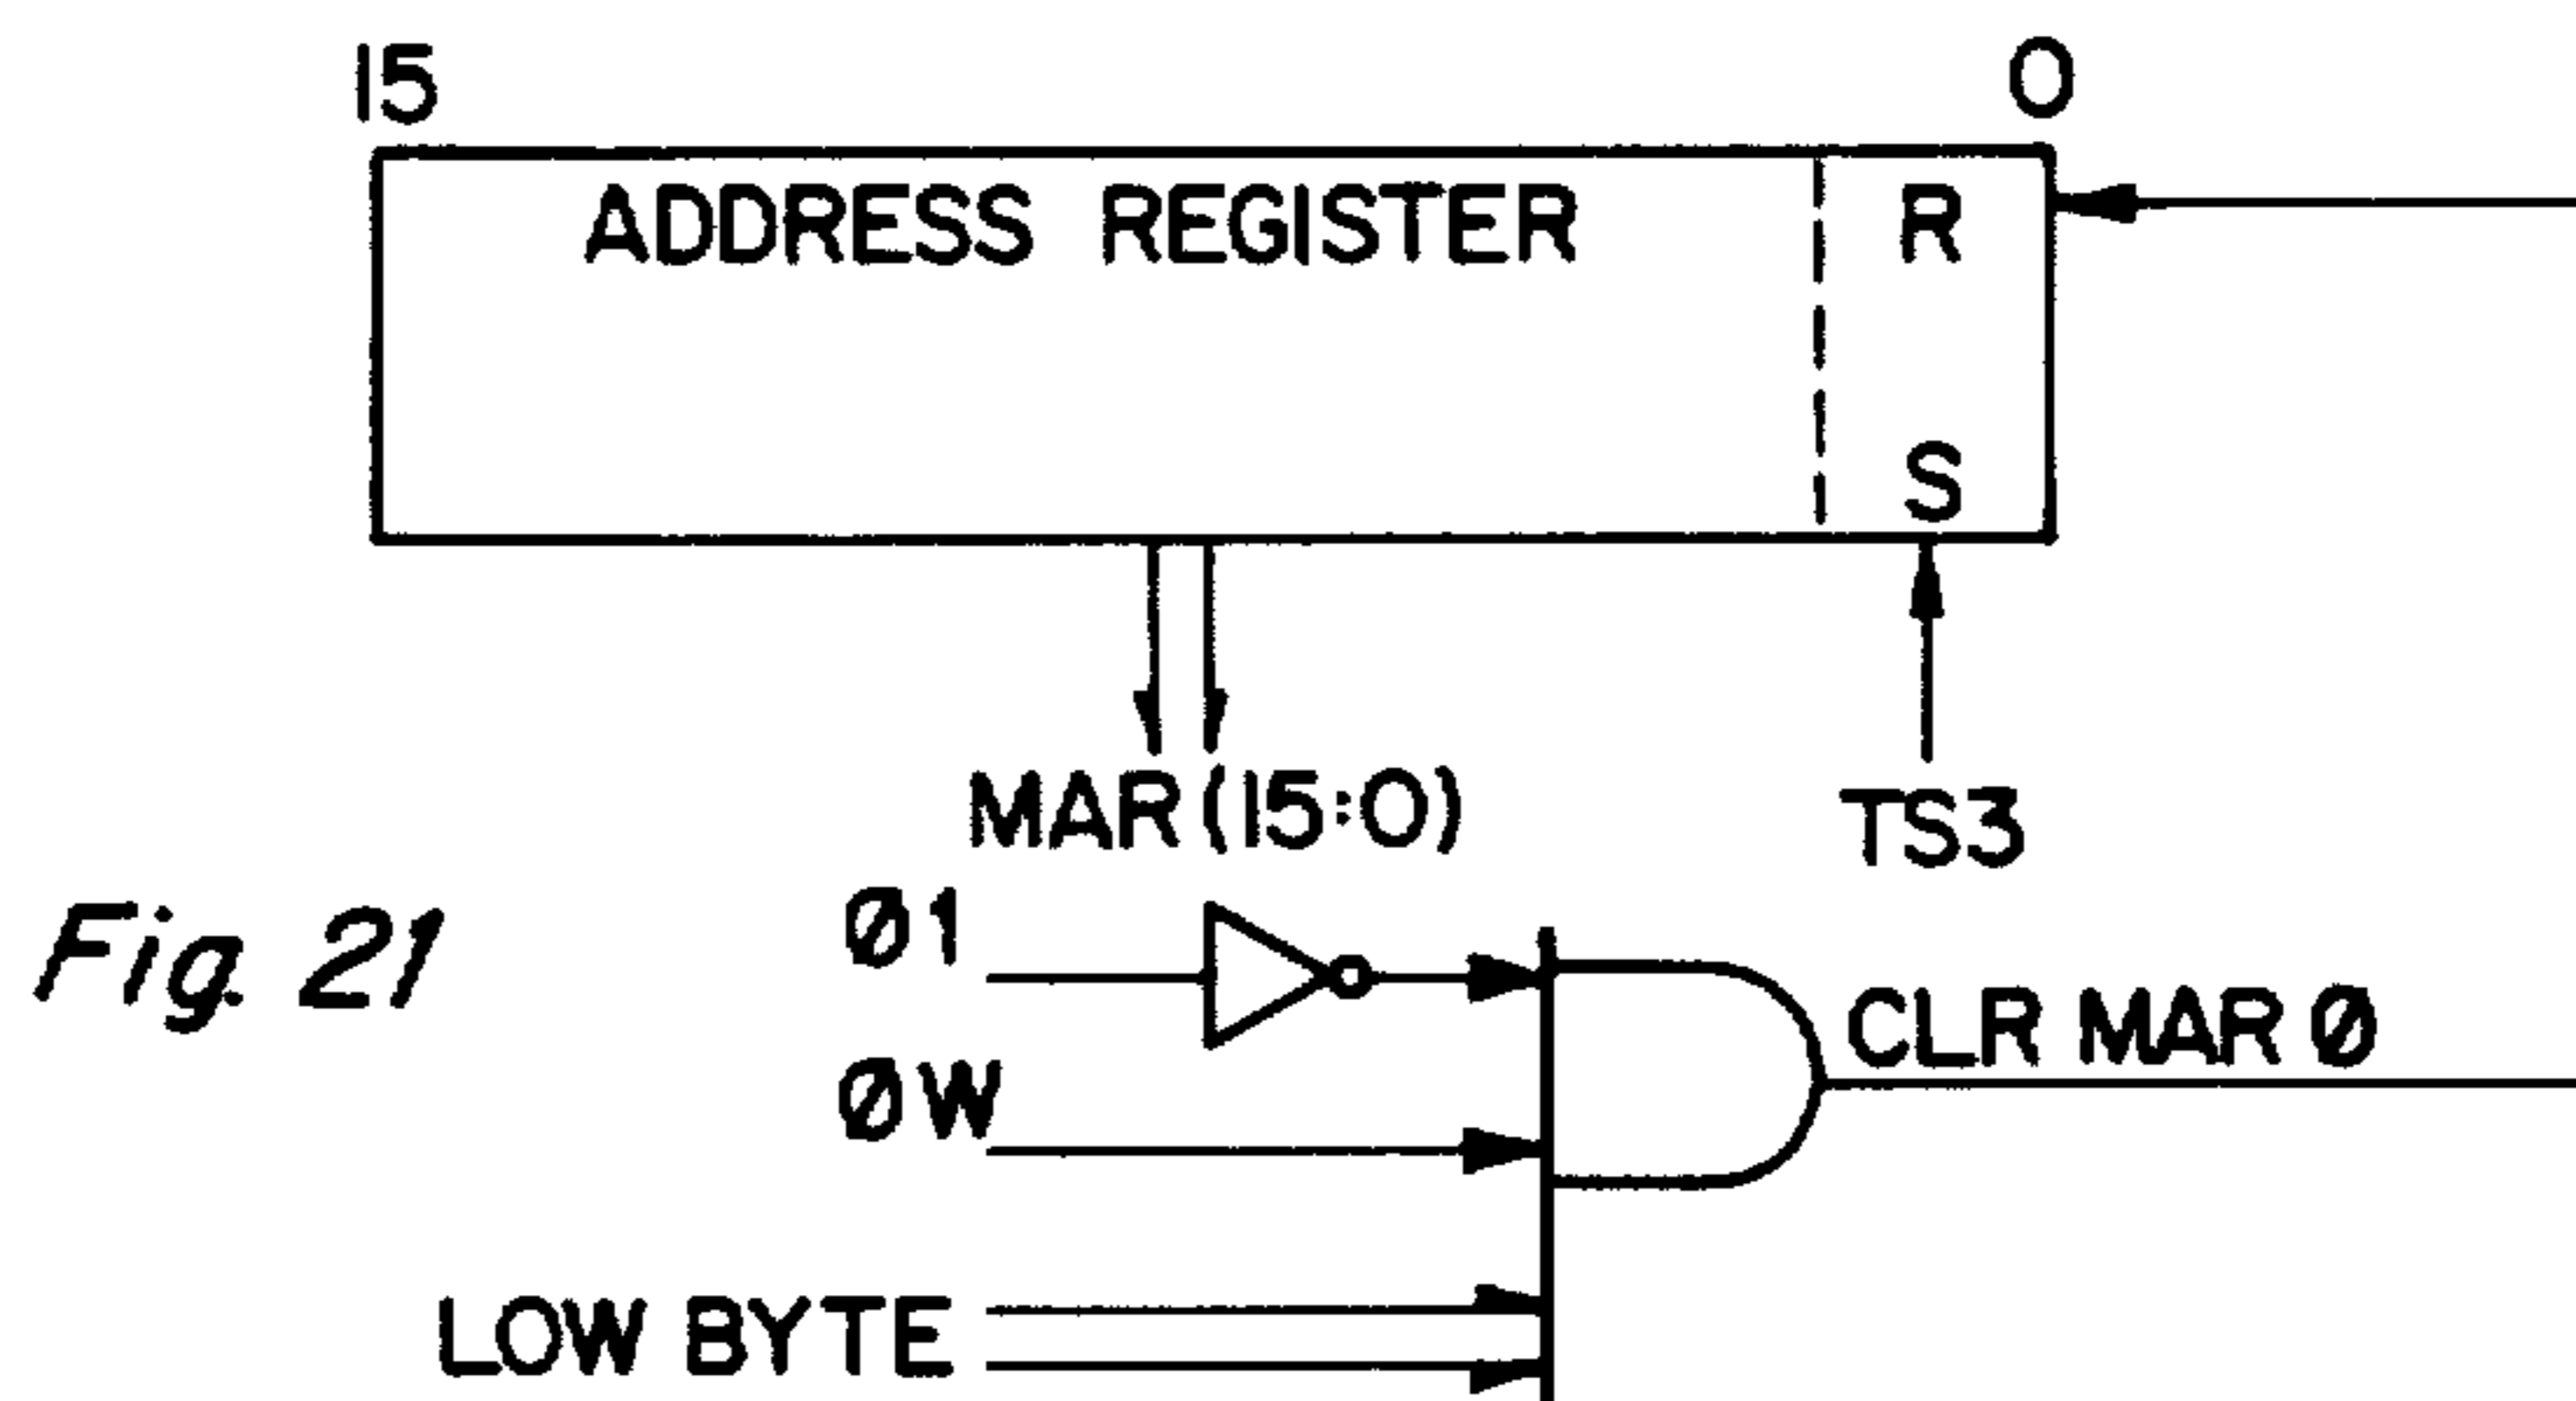 15 0
ADDRESS REGISTER R
S
MAR (15:0)
TS3
Fig. 21
Ø1
ØW
CLR MAR Ø
LOW BYTE